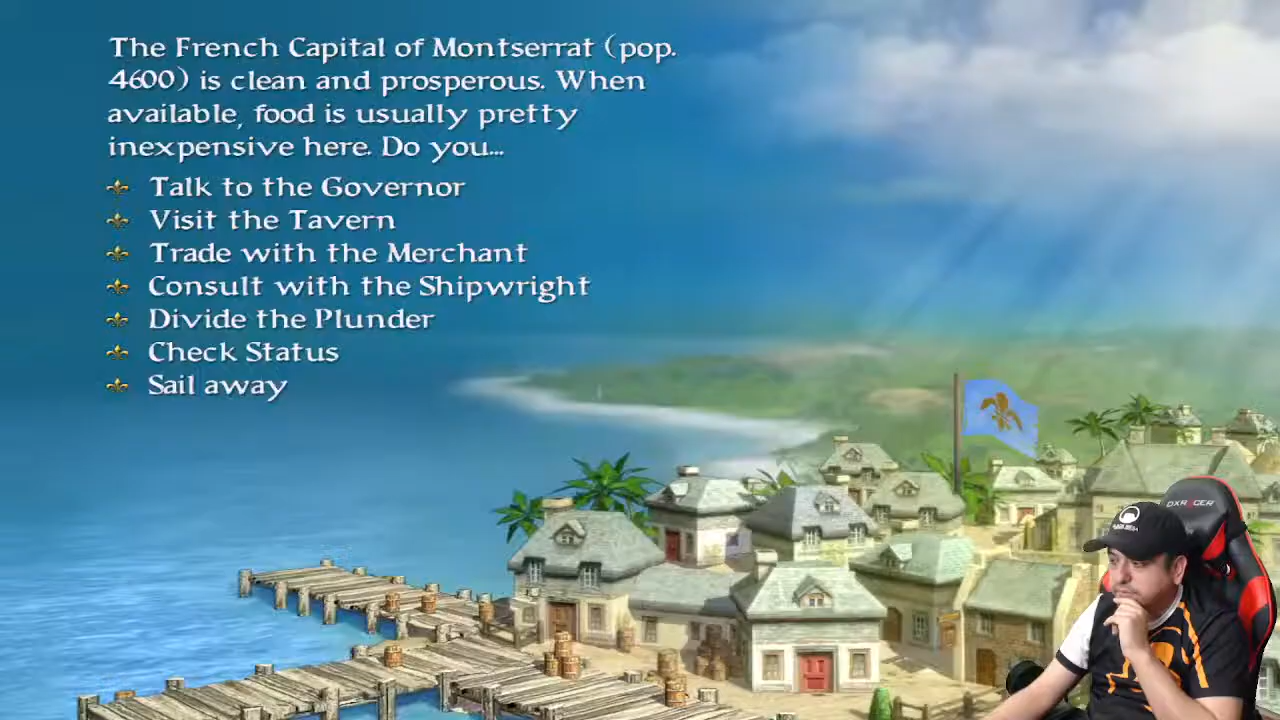 The French Capital of Montserrat (pop.
4600) is clean and prosperous. When
available, food is usually pretty
inexpensive here. Do you...
Talk to the Governor
Visit the Tavern
Trade with the Merchant
Consult with the Shipwright
Divide the Plunder
Check Status
Sail away
DXRACER